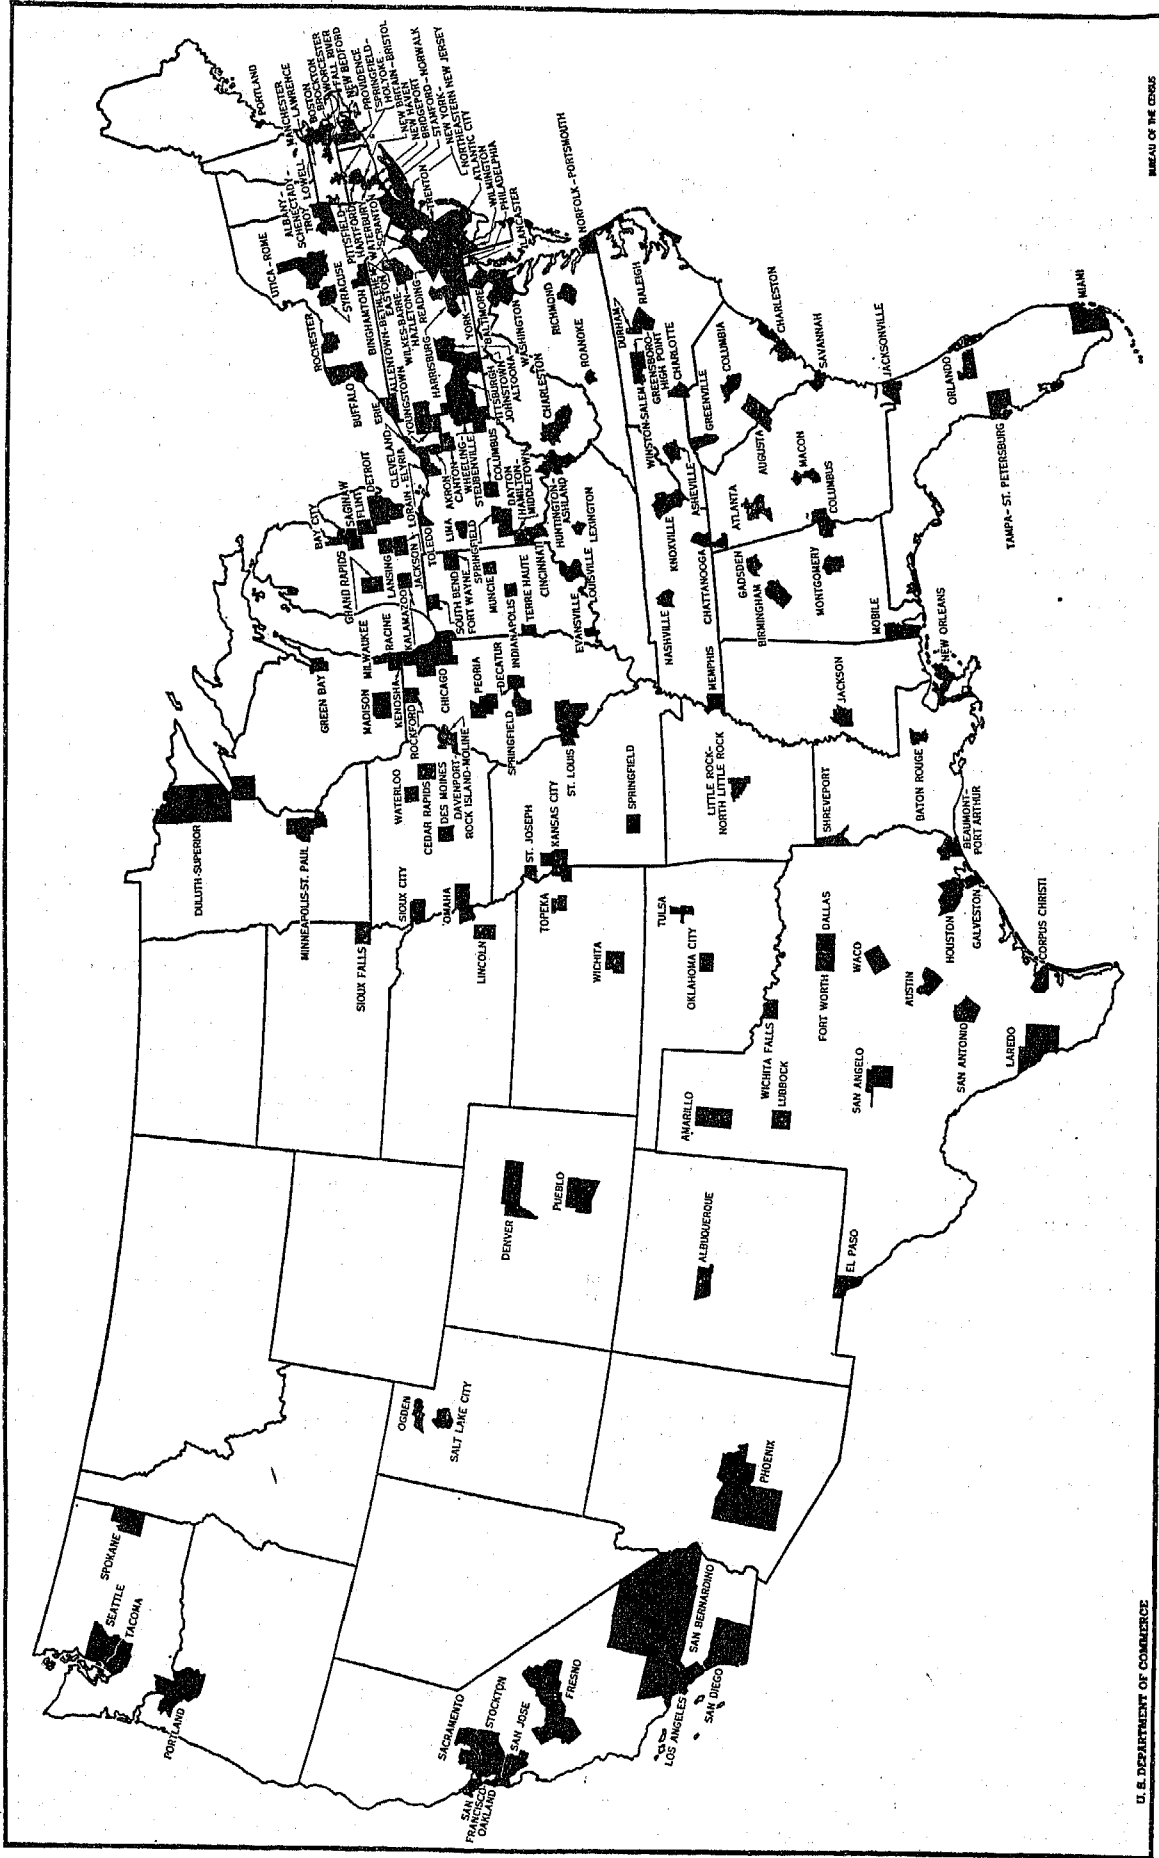 SPOKANE
SEATTLE
TACOMA
PORTLAND
SACRAMENTO
STOCKTON
SAN
FRANCISCO-
OAKLAND
SAN JOSE
FRESNO
LOS ANGELES
SAN BERNARDINO
SAN DIEGO
OGDEN
SALT LAKE CITY
PHOENIX
DENVER
PUEBLO
ALBUQUERQUE
EL PASO
DULUTH-SUPERIOR
MINNEAPOLIS-ST. PAUL
SIOUX FALLS
SIOUX CITY
OMAHA
LINCOLN
TOPEKA
WICHITA
TULSA
OKLAHOMA CITY
AMARILLO
WICHITA FALLS
LUBBOCK
FORT WORTH
DALLAS
WACO
SAN ANGELO
AUSTIN
SAN ANTONIO
LAREDO
HOUSTON
GALVESTON
CORPUS CHRISTI
BEAUMONT-
PORT ARTHUR
WATERLOO
CEDAR RAPIDS
DES MOINES
DAVENPORT-
ROCK ISLAND-MOLINE
ST. JOSEPH
KANSAS CITY
ST. LOUIS
SPRINGFIELD
LITTLE ROCK-
NORTH LITTLE ROCK
SHREVEPORT
BATON ROUGE
NEW ORLEANS
JACKSON
MEMPHIS
GREEN BAY
MADISON
MILWAUKEE
RACINE
KENOSHA
ROCKFORD
CHICAGO
PEORIA
DECATUR
SPRINGFIELD
INDIANAPOLIS
GRAND RAPIDS
KALAMAZOO
LANSING
JACKSON
BAY CITY
SAGINAW
FLINT
DETROIT
SOUTH BEND
FORT WAYNE
MUNCIE
TERRE HAUTE
EVANSVILLE
LOUISVILLE
LEXINGTON
CINCINNATI
HAMILTON-
MIDDLETOWN
DAYTON
SPRINGFIELD
COLUMBUS
LIMA
TOLEDO
LORAIN-ELYRIA
CLEVELAND
AKRON
CANTON
WHEELING-
STEUBENVILLE
YOUNGSTOWN
ERIE
PITTSBURGH
JOHNSTOWN
ALTOONA
HUNTINGTON-
ASHLAND
CHARLESTON
BUFFALO
ROCHESTER
SYRACUSE
UTICA-ROME
BINGHAMTON
ALBANY-
SCHENECTADY-
TROY
ALLENTOWN-BETHLEHEM-
EASTON
WILKES-BARRE-
HAZLETON
SCRANTON
READING
HARRISBURG
YORK
LANCASTER
PHILADELPHIA
WILMINGTON
ATLANTIC CITY
TRENTON
NEW YORK-
NORTHEASTERN NEW JERSEY
STAMFORD-NORWALK
BRIDGEPORT
NEW HAVEN
NEW BRITAIN-BRISTOL
SPRINGFIELD-
HOLYOKE
PROVIDENCE
NEW BEDFORD
FALL RIVER
WORCESTER
BROCKTON
BOSTON
LAWRENCE
MANCHESTER
LOWELL
PITTSFIELD
HARTFORD
WATERBURY
PORTLAND
BALTIMORE
WASHINGTON
RICHMOND
ROANOKE
NORFOLK-PORTSMOUTH
DURHAM
RALEIGH
WINSTON-SALEM
GREENSBORO-
HIGH POINT
CHARLOTTE
GREENVILLE
COLUMBIA
CHARLESTON
ASHEVILLE
KNOXVILLE
CHATTANOOGA
NASHVILLE
ATLANTA
AUGUSTA
MACON
COLUMBUS
SAVANNAH
GADSDEN
BIRMINGHAM
MONTGOMERY
MOBILE
JACKSONVILLE
ORLANDO
TAMPA-ST. PETERSBURG
MIAMI
U. S. DEPARTMENT OF COMMERCE
BUREAU OF THE CENSUS